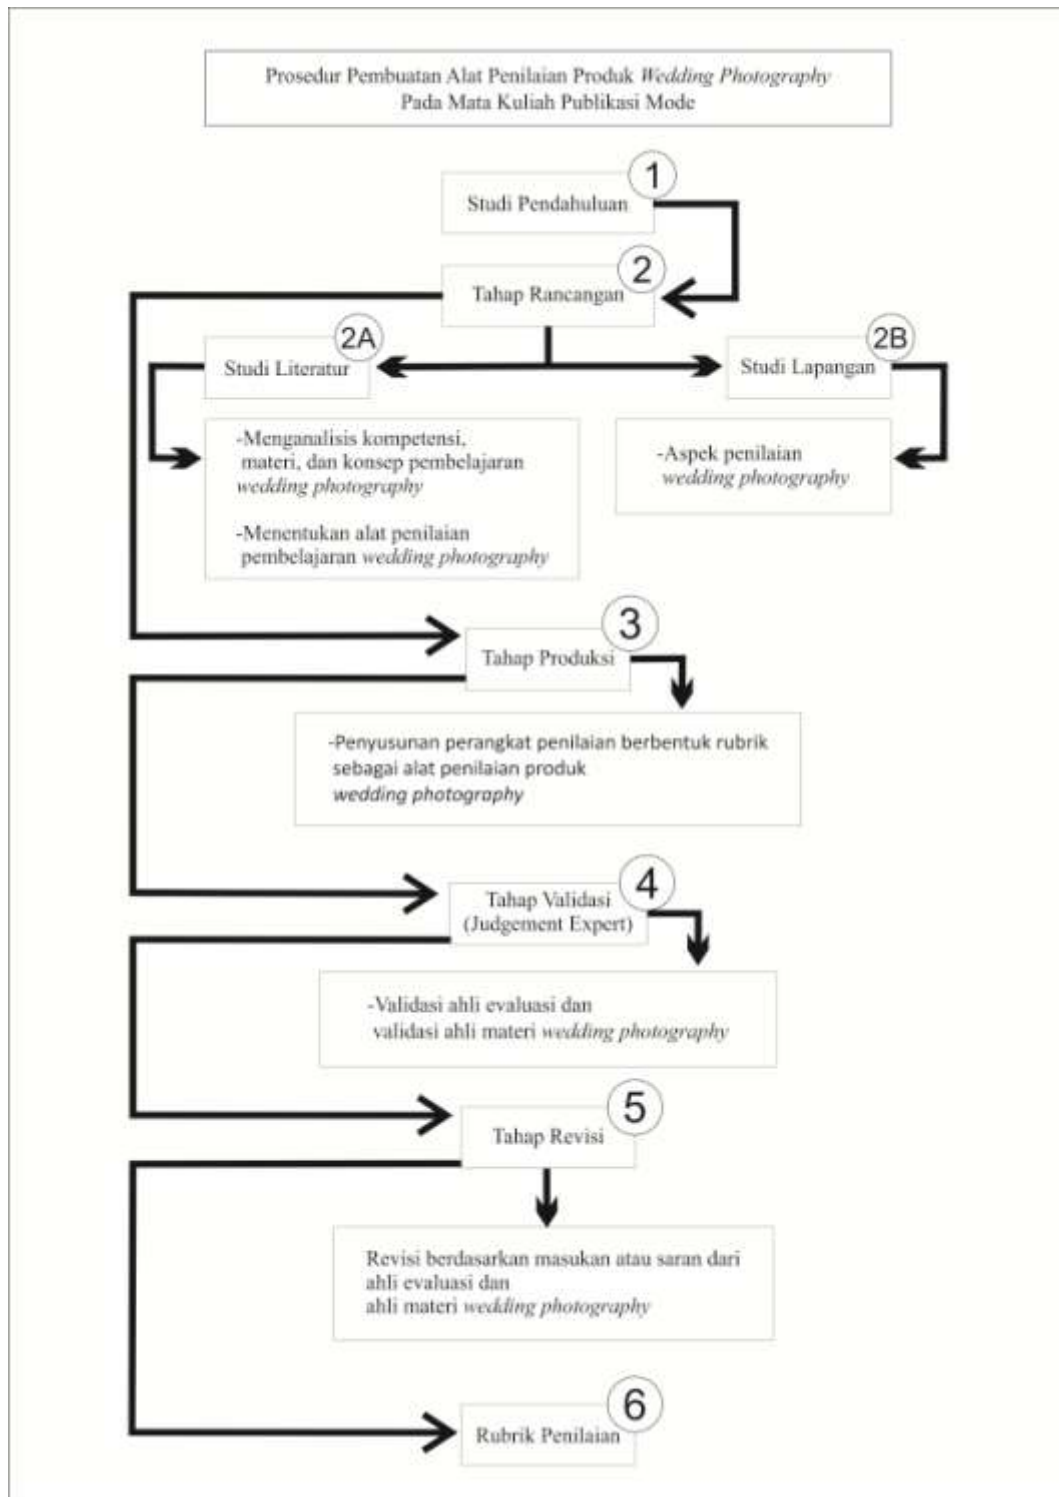 Prosedur Pembuatan Alat Penilaian Produk Wedding Photography
Pada Mata Kuliah Publikasi Mode
1
Studi Pendahuluan
2
Tahap Rancangan
2A
Studi Literatur
2B
Studi Lapangan
-Menganalisis kompetensi,
materi, dan konsep pembelajaran
wedding photography
-Menentukan alat penilaian
pembelajaran wedding photography
-Aspek penilaian
wedding photography
3
Tahap Produksi
-Penyusunan perangkat penilaian berbentuk rubrik
sebagai alat penilaian produk
wedding photography
4
Tahap Validasi
(Judgement Expert)
-Validasi ahli evaluasi dan
validasi ahli materi wedding photography
5
Tahap Revisi
Revisi berdasarkan masukan atau saran dari
ahli evaluasi dan
ahli materi wedding photography
6
Rubrik Penilaian